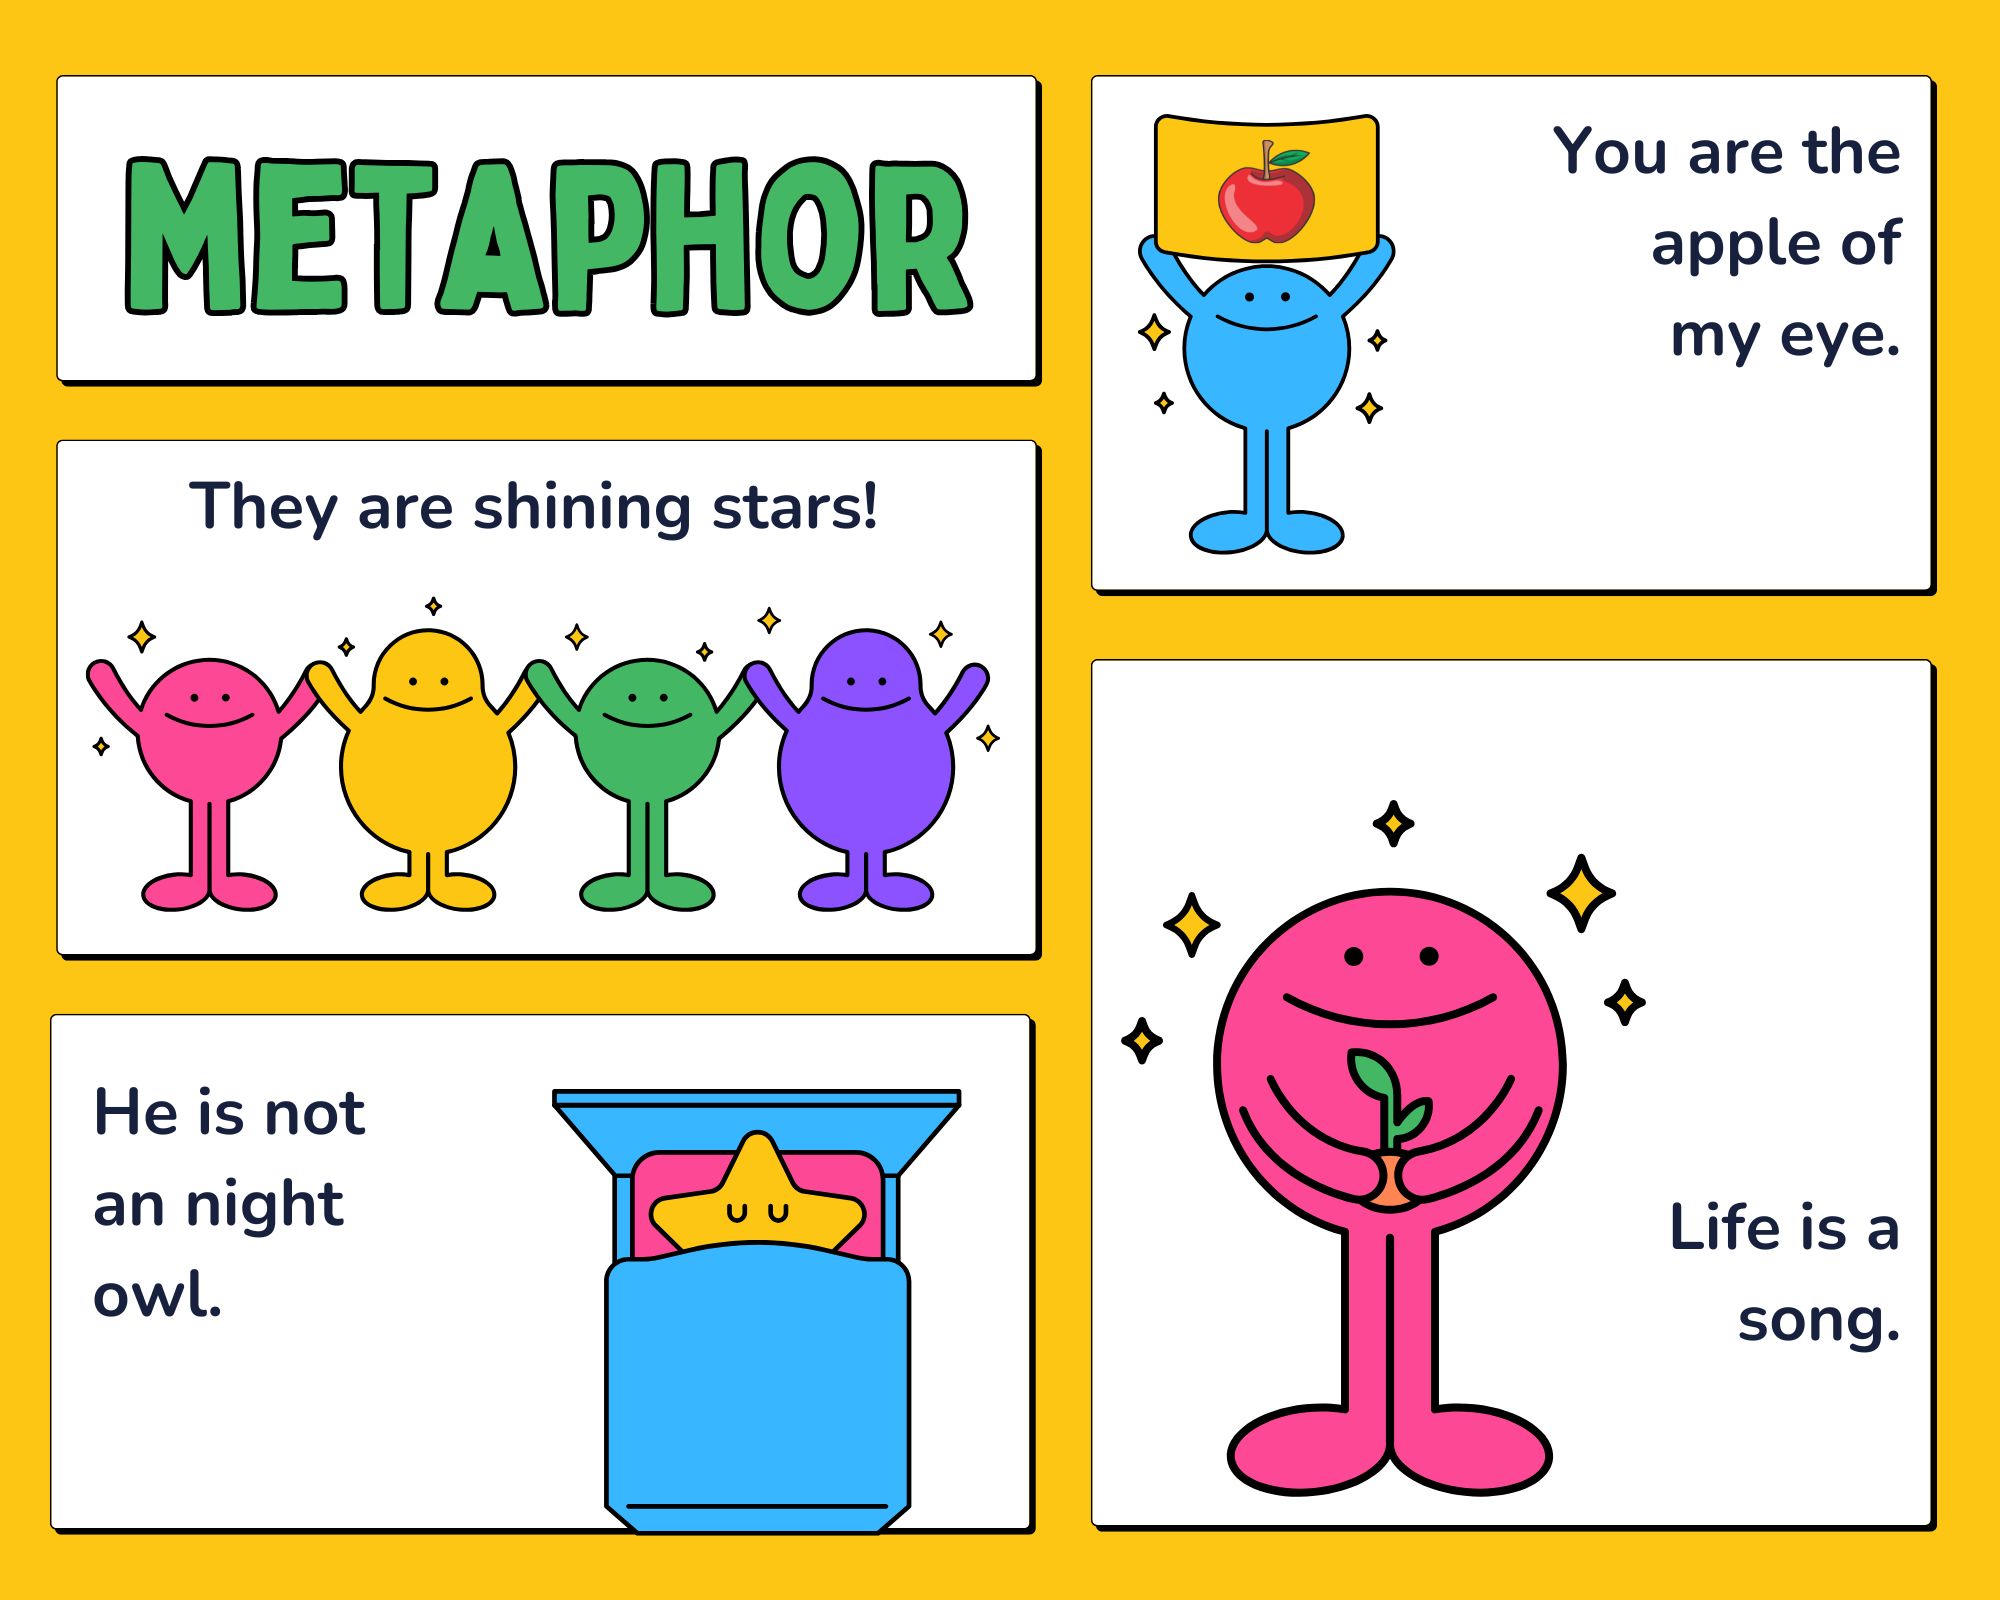 METAPHOR
You are the
apple of
my eye.
They are shining stars!
He is not
an night
owl.
Life is a
song.